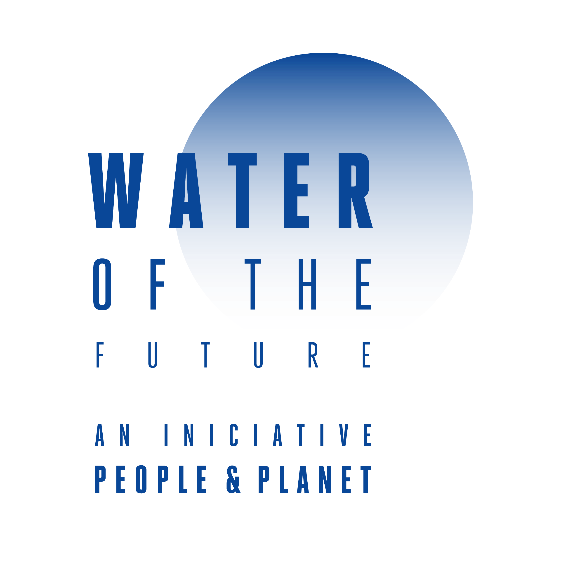 WATER
OF THE
FUTURE
AN INICIATIVE
PEOPLE & PLANET